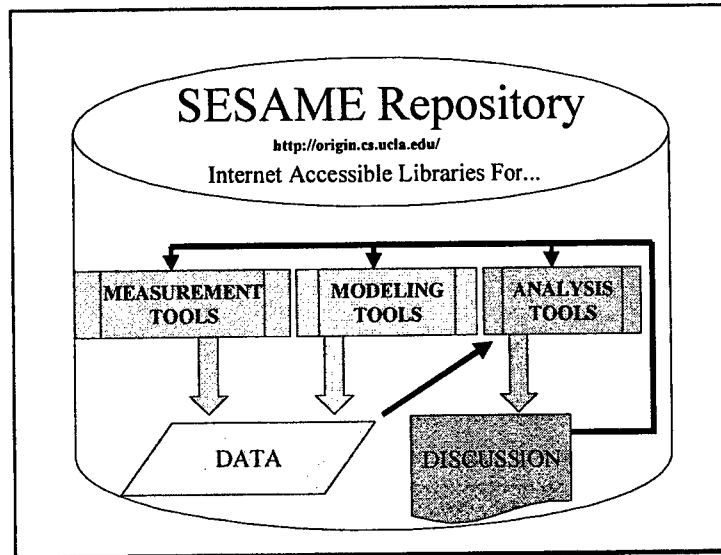 SESAME Repository
http://origin.cs.ucla.edu/
Internet Accessible Libraries For...
MEASUREMENT
TOOLS
MODELING
TOOLS
ANALYSIS
TOOLS
DATA
DISCUSSION